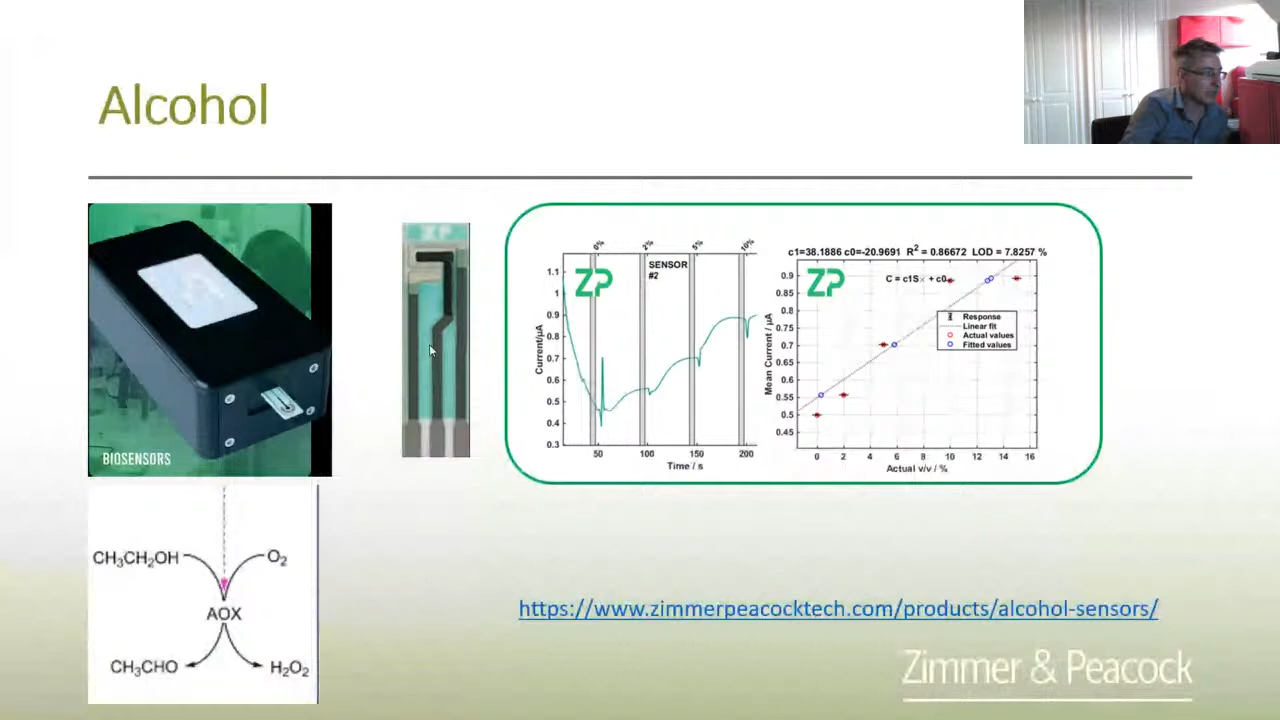 Alcohol
ZP
BIOSENSORS
CH3CH2OH
O2
AOX
CH3CHO
H2O2
0%
2%
5%
10%
ZP
SENSOR
#2
Current/µA
1.1
1
0.9
0.8
0.7
0.6
0.5
0.4
0.3
50
100
150
200
Time / s
c1=38.1886 c0=-20.9691 R2 = 0.86672 LOD = 7.8257 %
ZP
C = c1S + c0
Response
Linear fit
Actual values
Fitted values
Mean Current / µA
0.9
0.85
0.8
0.75
0.7
0.65
0.6
0.55
0.5
0.45
0 2 4 6 8 10 12 14 16
Actual v/v / %
https://www.zimmerpeacocktech.com/products/alcohol-sensors/
Zimmer & Peacock